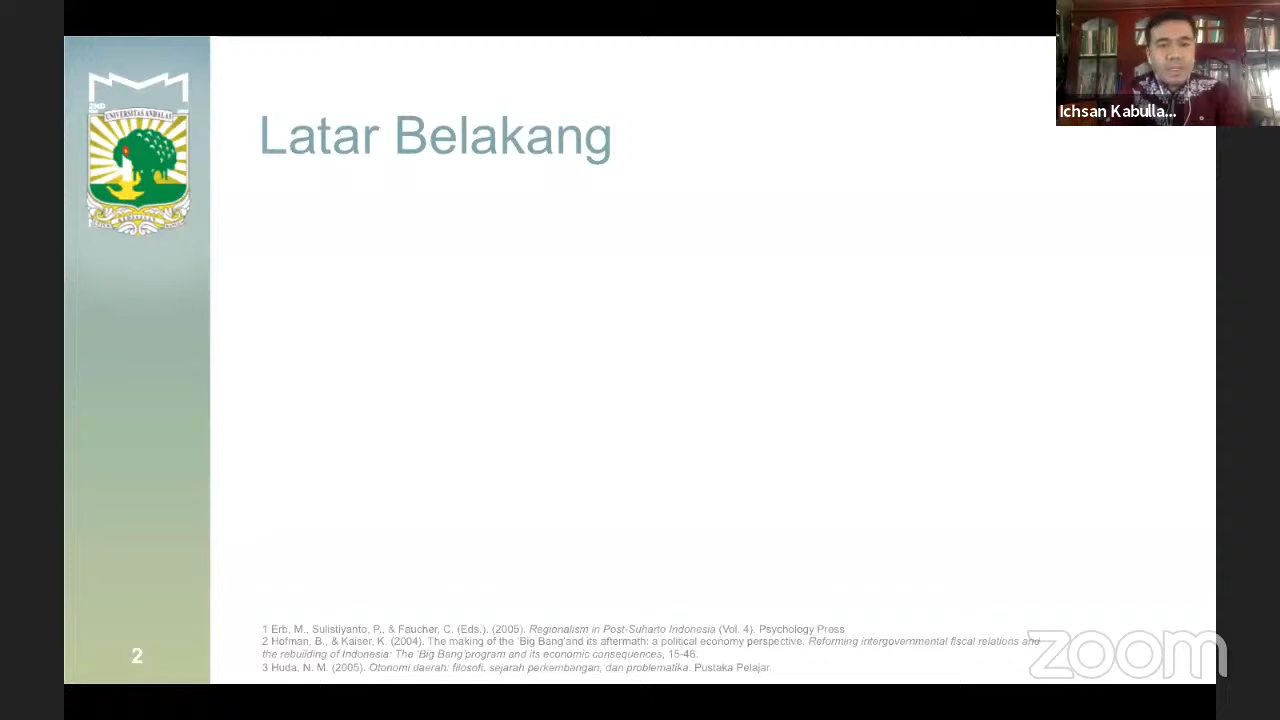 Ichsan Kabulla...
UNIVERSITAS ANDALAS
Latar Belakang
1 Erb, M., Sulistiyanto, P., & Faucher, C. (Eds.). (2005). Regionalism in Post-Suharto Indonesia (Vol. 4). Psychology Press
2 Hofman, B., & Kaiser, K. (2004). The making of the 'Big Bang'and its aftermath: a political economy perspective. Reforming intergovernmental fiscal relations and
the rebuilding of Indonesia: The 'Big Bang'program and its economic consequences, 15-46.
3 Huda, N. M. (2005). Otonomi daerah: filosofi, sejarah perkembangan, dan problematika. Pustaka Pelajar.
2
zoom